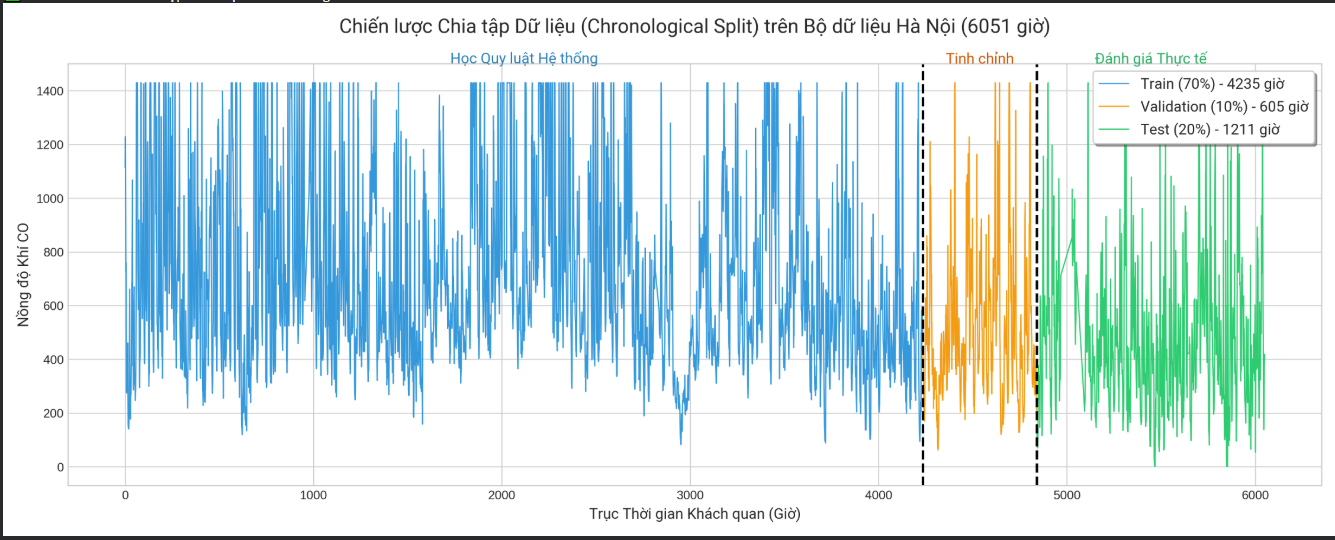 Chiến lược Chia tập Dữ liệu (Chronological Split) trên Bộ dữ liệu Hà Nội (6051 giờ)
Học Quy luật Hệ thống
Tinh chỉnh
Đánh giá Thực tế
Train (70%) - 4235 giờ
Validation (10%) - 605 giờ
Test (20%) - 1211 giờ
Nồng độ Khí CO
1400
1200
1000
800
600
400
200
0
0 1000 2000 3000 4000 5000 6000
Trục Thời gian Khách quan (Giờ)